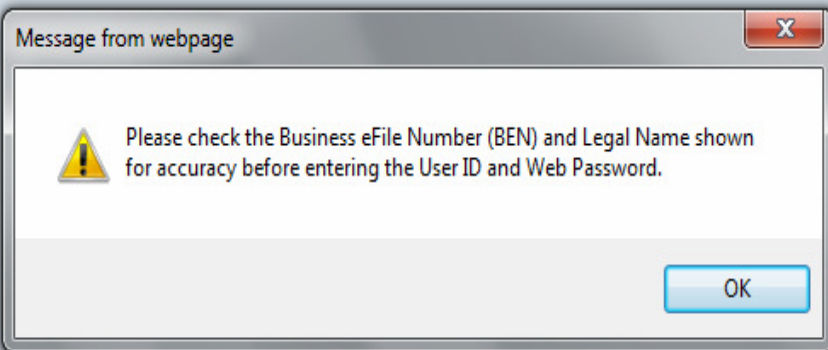 Message from webpage
X
Please check the Business eFile Number (BEN) and Legal Name shown
for accuracy before entering the User ID and Web Password.
OK